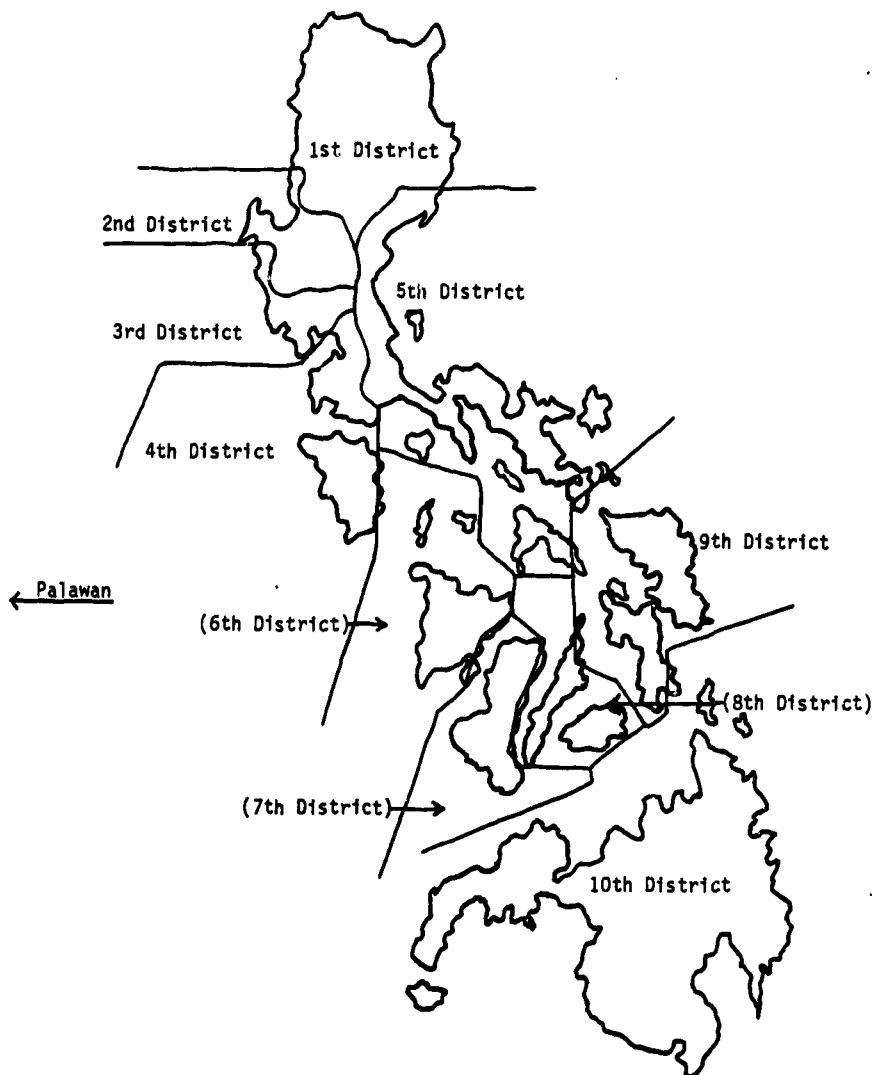 1st District
2nd District
5th District
3rd District
4th District
9th District
Palawan
(6th District)
(8th District)
(7th District)
10th District